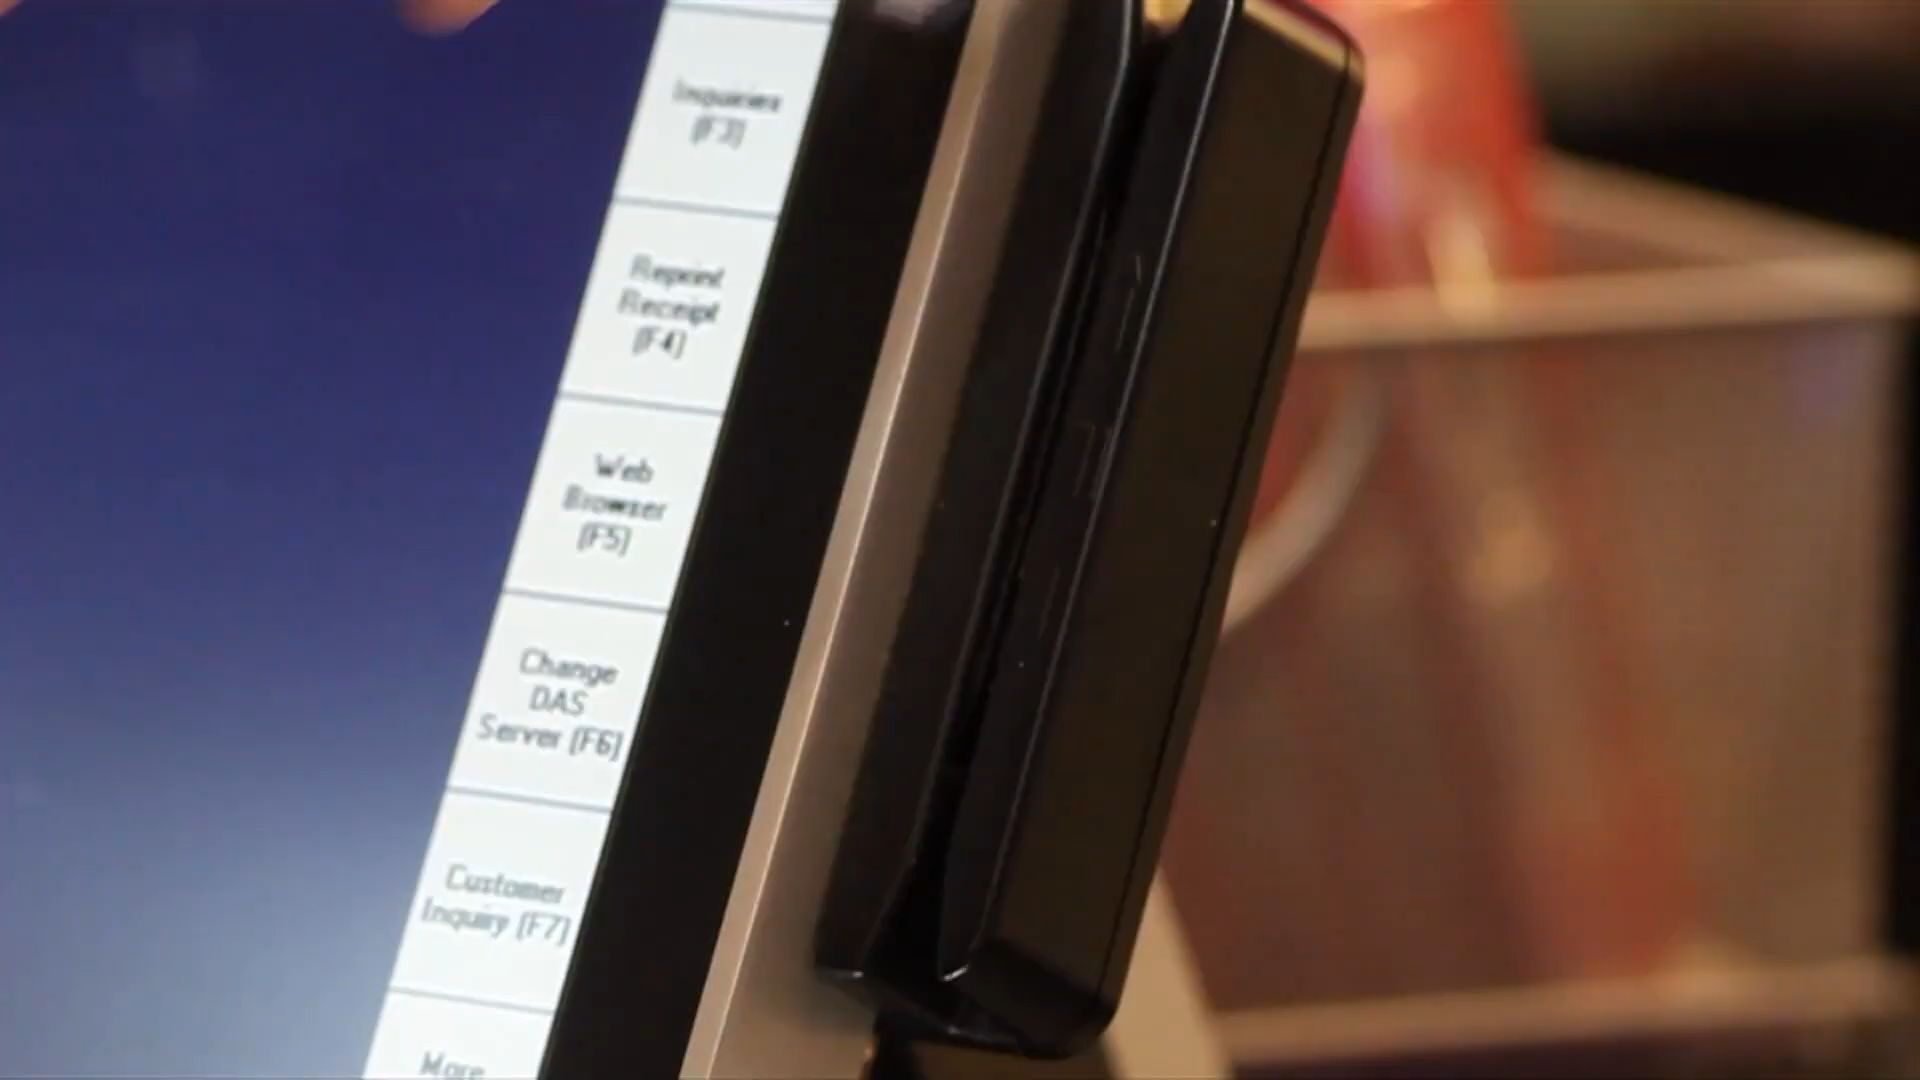 Inquiries
(F3)
Reprint
Receipt
(F4)
Web
Browser
(F5)
Change
DAS
Server (F6)
Customer
Inquiry (F7)
More